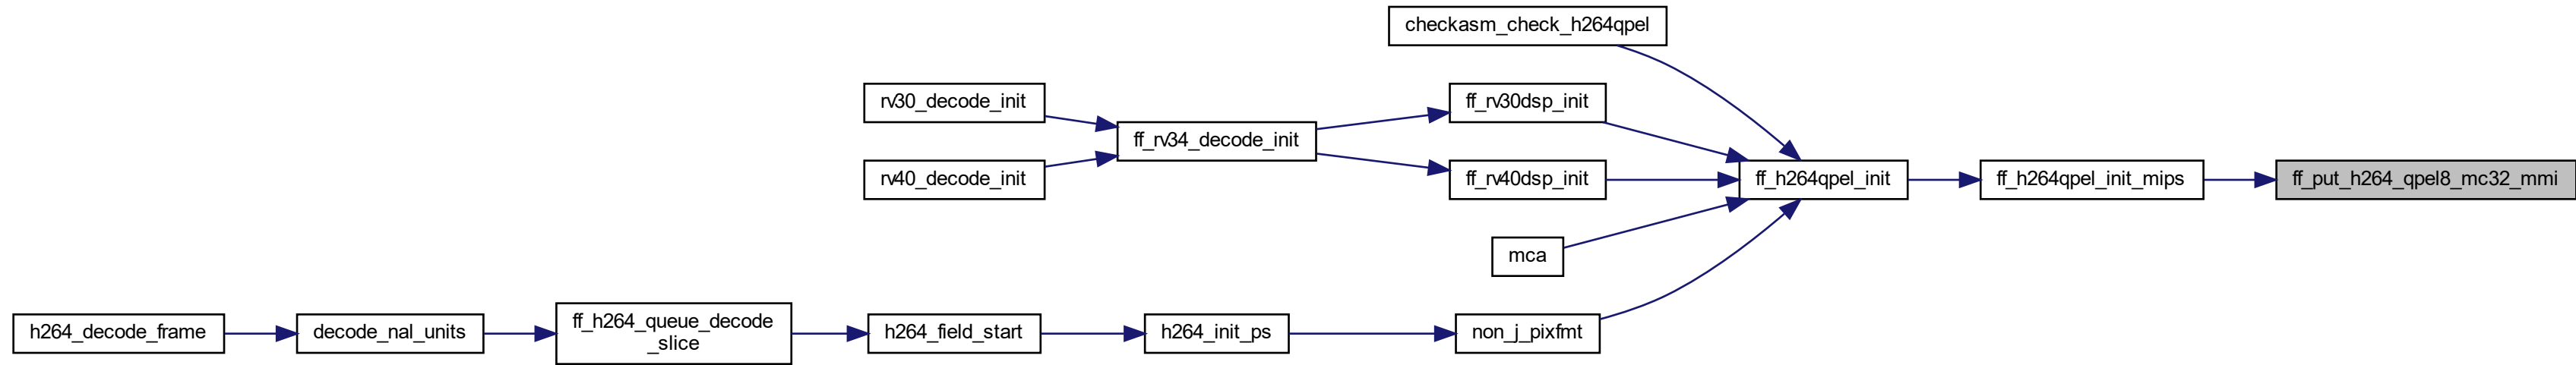 checkasm_check_h264qpel
rv30_decode_init
ff_rv30dsp_init
ff_rv34_decode_init
rv40_decode_init
ff_rv40dsp_init
ff_h264qpel_init
ff_h264qpel_init_mips
ff_put_h264_qpel8_mc32_mmi
mca
h264_decode_frame
decode_nal_units
ff_h264_queue_decode
_slice
h264_field_start
h264_init_ps
non_j_pixfmt